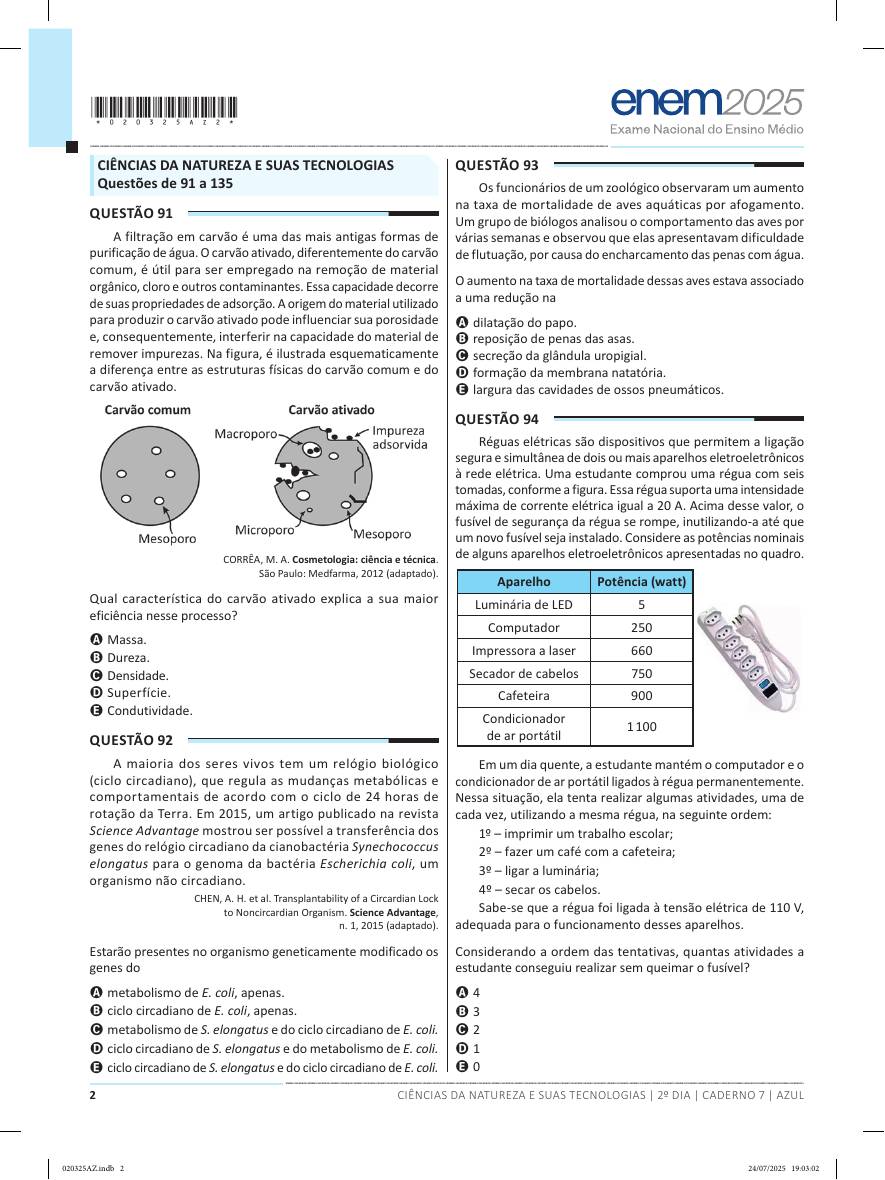 *020325AZ2*
enem2025
Exame Nacional do Ensino Médio
CIÊNCIAS DA NATUREZA E SUAS TECNOLOGIAS
Questões de 91 a 135
QUESTÃO 91
A filtração em carvão é uma das mais antigas formas de
purificação de água. O carvão ativado, diferentemente do carvão
comum, é útil para ser empregado na remoção de material
orgânico, cloro e outros contaminantes. Essa capacidade decorre
de suas propriedades de adsorção. A origem do material utilizado
para produzir o carvão ativado pode influenciar sua porosidade
e, consequentemente, interferir na capacidade do material de
remover impurezas. Na figura, é ilustrada esquematicamente
a diferença entre as estruturas físicas do carvão comum e do
carvão ativado.
Carvão comum
Carvão ativado
Macroporo
Impureza
adsorvida
Mesoporo
Microporo
Mesoporo
CORRÊA, M. A. Cosmetologia: ciência e técnica.
São Paulo: Medfarma, 2012 (adaptado).
Qual característica do carvão ativado explica a sua maior
eficiência nesse processo?
A Massa.
B Dureza.
C Densidade.
D Superfície.
E Condutividade.
QUESTÃO 92
A maioria dos seres vivos tem um relógio biológico
(ciclo circadiano), que regula as mudanças metabólicas e
comportamentais de acordo com o ciclo de 24 horas de
rotação da Terra. Em 2015, um artigo publicado na revista
Science Advantage mostrou ser possível a transferência dos
genes do relógio circadiano da cianobactéria Synechococcus
elongatus para o genoma da bactéria Escherichia coli, um
organismo não circadiano.
CHEN, A. H. et al. Transplantability of a Circardian Lock
to Noncircardian Organism. Science Advantage,
n. 1, 2015 (adaptado).
Estarão presentes no organismo geneticamente modificado os
genes do
A metabolismo de E. coli, apenas.
B ciclo circadiano de E. coli, apenas.
C metabolismo de S. elongatus e do ciclo circadiano de E. coli.
D ciclo circadiano de S. elongatus e do metabolismo de E. coli.
E ciclo circadiano de S. elongatus e do ciclo circadiano de E. coli.
QUESTÃO 93
Os funcionários de um zoológico observaram um aumento
na taxa de mortalidade de aves aquáticas por afogamento.
Um grupo de biólogos analisou o comportamento das aves por
várias semanas e observou que elas apresentavam dificuldade
de flutuação, por causa do encharcamento das penas com água.
O aumento na taxa de mortalidade dessas aves estava associado
a uma redução na
A dilatação do papo.
B reposição de penas das asas.
C secreção da glândula uropigial.
D formação da membrana natatória.
E largura das cavidades de ossos pneumáticos.
QUESTÃO 94
Réguas elétricas são dispositivos que permitem a ligação
segura e simultânea de dois ou mais aparelhos eletroeletrônicos
à rede elétrica. Uma estudante comprou uma régua com seis
tomadas, conforme a figura. Essa régua suporta uma intensidade
máxima de corrente elétrica igual a 20 A. Acima desse valor, o
fusível de segurança da régua se rompe, inutilizando-a até que
um novo fusível seja instalado. Considere as potências nominais
de alguns aparelhos eletroeletrônicos apresentadas no quadro.
Aparelho Potência (watt)
Luminária de LED 5
Computador 250
Impressora a laser 660
Secador de cabelos 750
Cafeteira 900
Condicionador
de ar portátil 1 100
Em um dia quente, a estudante mantém o computador e o
condicionador de ar portátil ligados à régua permanentemente.
Nessa situação, ela tenta realizar algumas atividades, uma de
cada vez, utilizando a mesma régua, na seguinte ordem:
1º – imprimir um trabalho escolar;
2º – fazer um café com a cafeteira;
3º – ligar a luminária;
4º – secar os cabelos.
Sabe-se que a régua foi ligada à tensão elétrica de 110 V,
adequada para o funcionamento desses aparelhos.
Considerando a ordem das tentativas, quantas atividades a
estudante conseguiu realizar sem queimar o fusível?
A 4
B 3
C 2
D 1
E 0
2
CIÊNCIAS DA NATUREZA E SUAS TECNOLOGIAS | 2º DIA | CADERNO 7 | AZUL
020325AZ.indb 2
24/07/2025 19:03:02